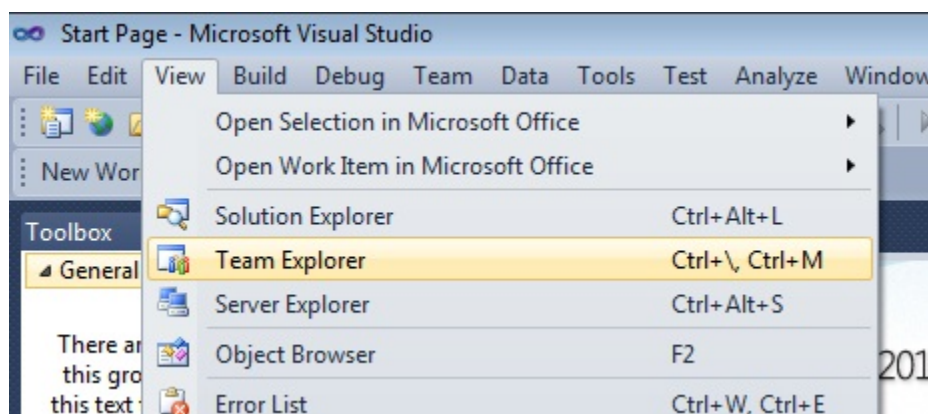 Start Page - Microsoft Visual Studio
File Edit View Build Debug Team Data Tools Test Analyze Window
Open Selection in Microsoft Office
New Wor
Open Work Item in Microsoft Office
Solution Explorer Ctrl+Alt+L
Toolbox
General
Team Explorer Ctrl+\, Ctrl+M
Server Explorer Ctrl+Alt+S
There ar
Object Browser F2
201
this gro
this text
Error List Ctrl+W, Ctrl+E